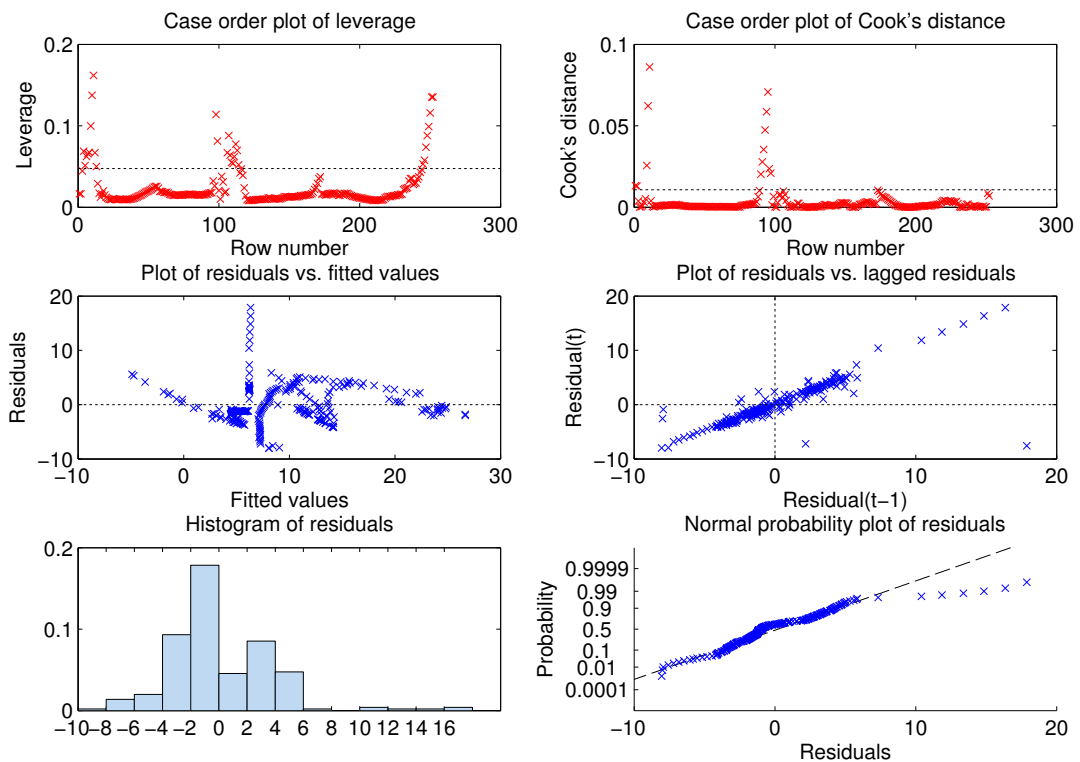 Case order plot of leverage
0.2
0.1
0
Leverage
0 100 200 300
Row number
Case order plot of Cook's distance
0.1
0.05
0
Cook's distance
0 100 200 300
Row number
Plot of residuals vs. fitted values
20
10
0
−10
Residuals
−10 0 10 20 30
Fitted values
Plot of residuals vs. lagged residuals
20
10
0
−10
Residual(t)
−10 0 10 20
Residual(t−1)
Histogram of residuals
0.2
0.1
0
−10 −8 −6 −4 −2 0 2 4 6 8 10 12 14 16
Normal probability plot of residuals
0.9999
0.99
0.9
0.5
0.1
0.01
0.0001
Probability
−10 0 10 20
Residuals